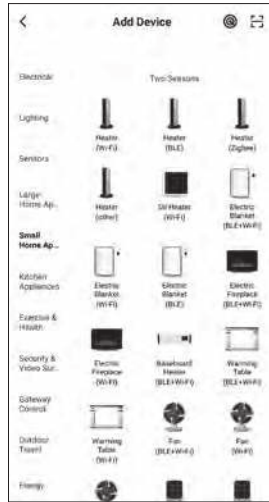 Add Device
Electrical
Lighting
Sensors
Large
Home Ap...
Small
Home Ap...
Kitchen
Appliances
Exercise &
Health
Security &
Video Sur...
Gateway
Control
Outdoor
Travel
Energy
Two Seasons
Heater
(Wi-Fi)
Heater
(BLE)
Heater
(Zigbee)
Heater
(other)
Oil Heater
(Wi-Fi)
Electric
Blanket
(BLE+Wi-Fi)
Electric
Blanket
(Wi-Fi)
Electric
Blanket
(BLE)
Electric
Fireplace
(BLE+Wi-Fi)
Electric
Fireplace
(Wi-Fi)
Baseboard
Heater
(BLE+Wi-Fi)
Warming
Table
(BLE+Wi-Fi)
Warming
Table
(Wi-Fi)
Fan
(BLE+Wi-Fi)
Fan
(Wi-Fi)